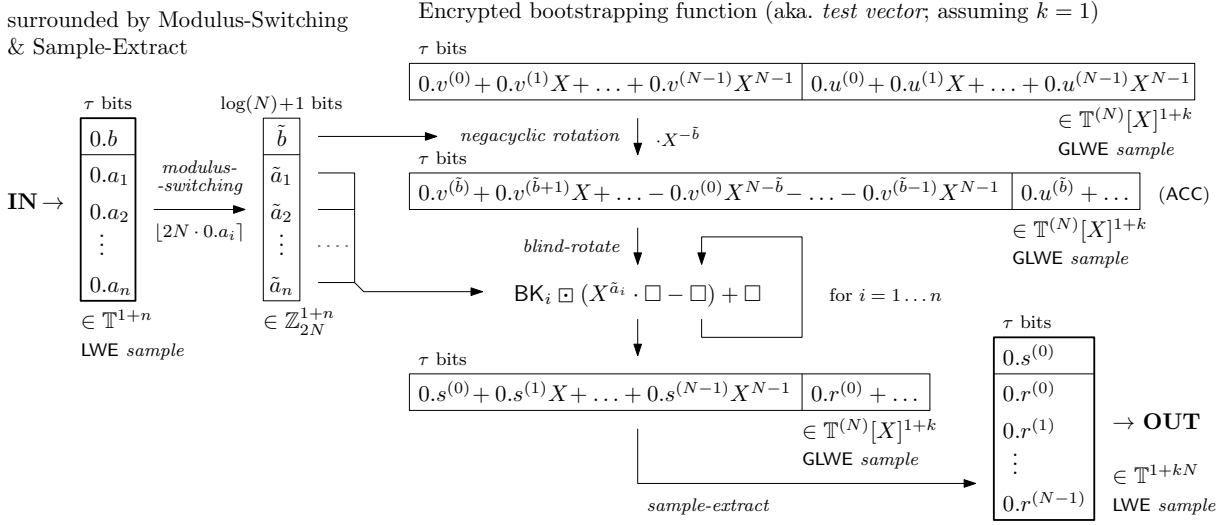 surrounded by Modulus-Switching
& Sample-Extract
Encrypted bootstrapping function (aka. test vector; assuming k = 1)
τ bits
0.v^(0) + 0.v^(1)X + … + 0.v^(N−1)X^{N−1} 0.u^(0) + 0.u^(1)X + … + 0.u^(N−1)X^{N−1}
∈ 𝕋^(N)[X]^{1+k}
GLWE sample
τ bits
0.b
0.a_1
0.a_2
⋮
0.a_n
IN →
∈ 𝕋^{1+n}
LWE sample
modulus-
-switching
⌊2N · 0.a_i⌉
log(N)+1 bits
b̃
ã_1
ã_2
⋮
ã_n
....
∈ ℤ_{2N}^{1+n}
negacyclic rotation
·X^{−b̃}
τ bits
0.v^(b̃) + 0.v^(b̃+1)X + … − 0.v^(0)X^{N−b̃} − … − 0.v^(b̃−1)X^{N−1} 0.u^(b̃) + … (ACC)
∈ 𝕋^(N)[X]^{1+k}
GLWE sample
blind-rotate
BK_i ⊡ (X^{ã_i} · □ − □) + □
for i = 1 … n
τ bits
0.s^(0) + 0.s^(1)X + … + 0.s^(N−1)X^{N−1} 0.r^(0) + …
∈ 𝕋^(N)[X]^{1+k}
GLWE sample
sample-extract
τ bits
0.s^(0)
0.r^(0)
0.r^(1)
⋮
0.r^(N−1)
→ OUT
∈ 𝕋^{1+kN}
LWE sample